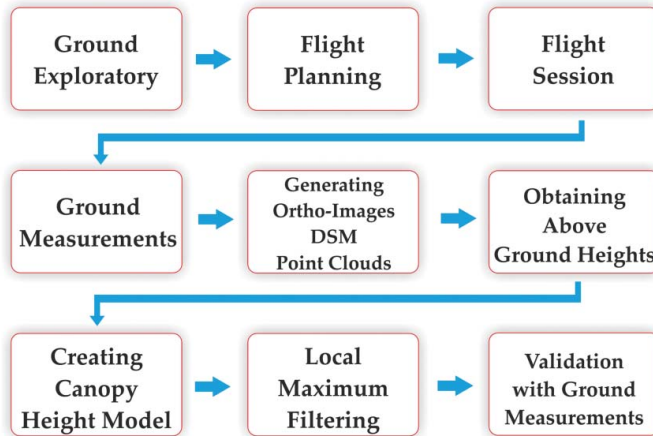 Ground
Exploratory
Flight
Planning
Flight
Session
Ground
Measurements
Generating
Ortho-Images
DSM
Point Clouds
Obtaining
Above
Ground Heights
Creating
Canopy
Height Model
Local
Maximum
Filtering
Validation
with Ground
Measurements